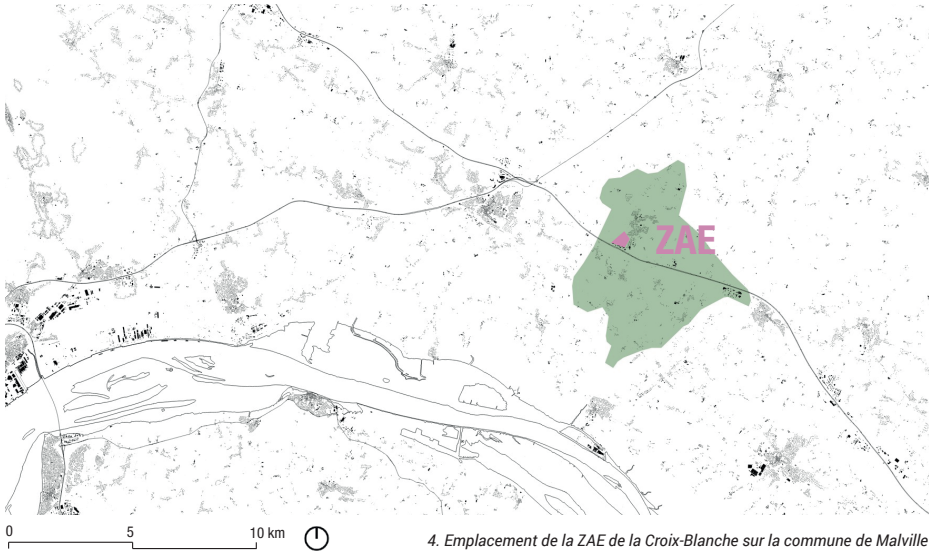 ZAE
0 5 10 km
4. Emplacement de la ZAE de la Croix-Blanche sur la commune de Malville